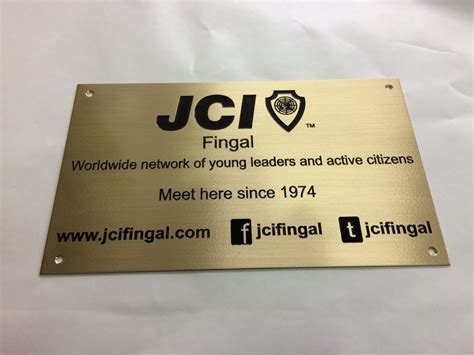 JCI ™
Fingal
Worldwide network of young leaders and active citizens
Meet here since 1974
www.jcifingal.com f jcifingal t jcifingal